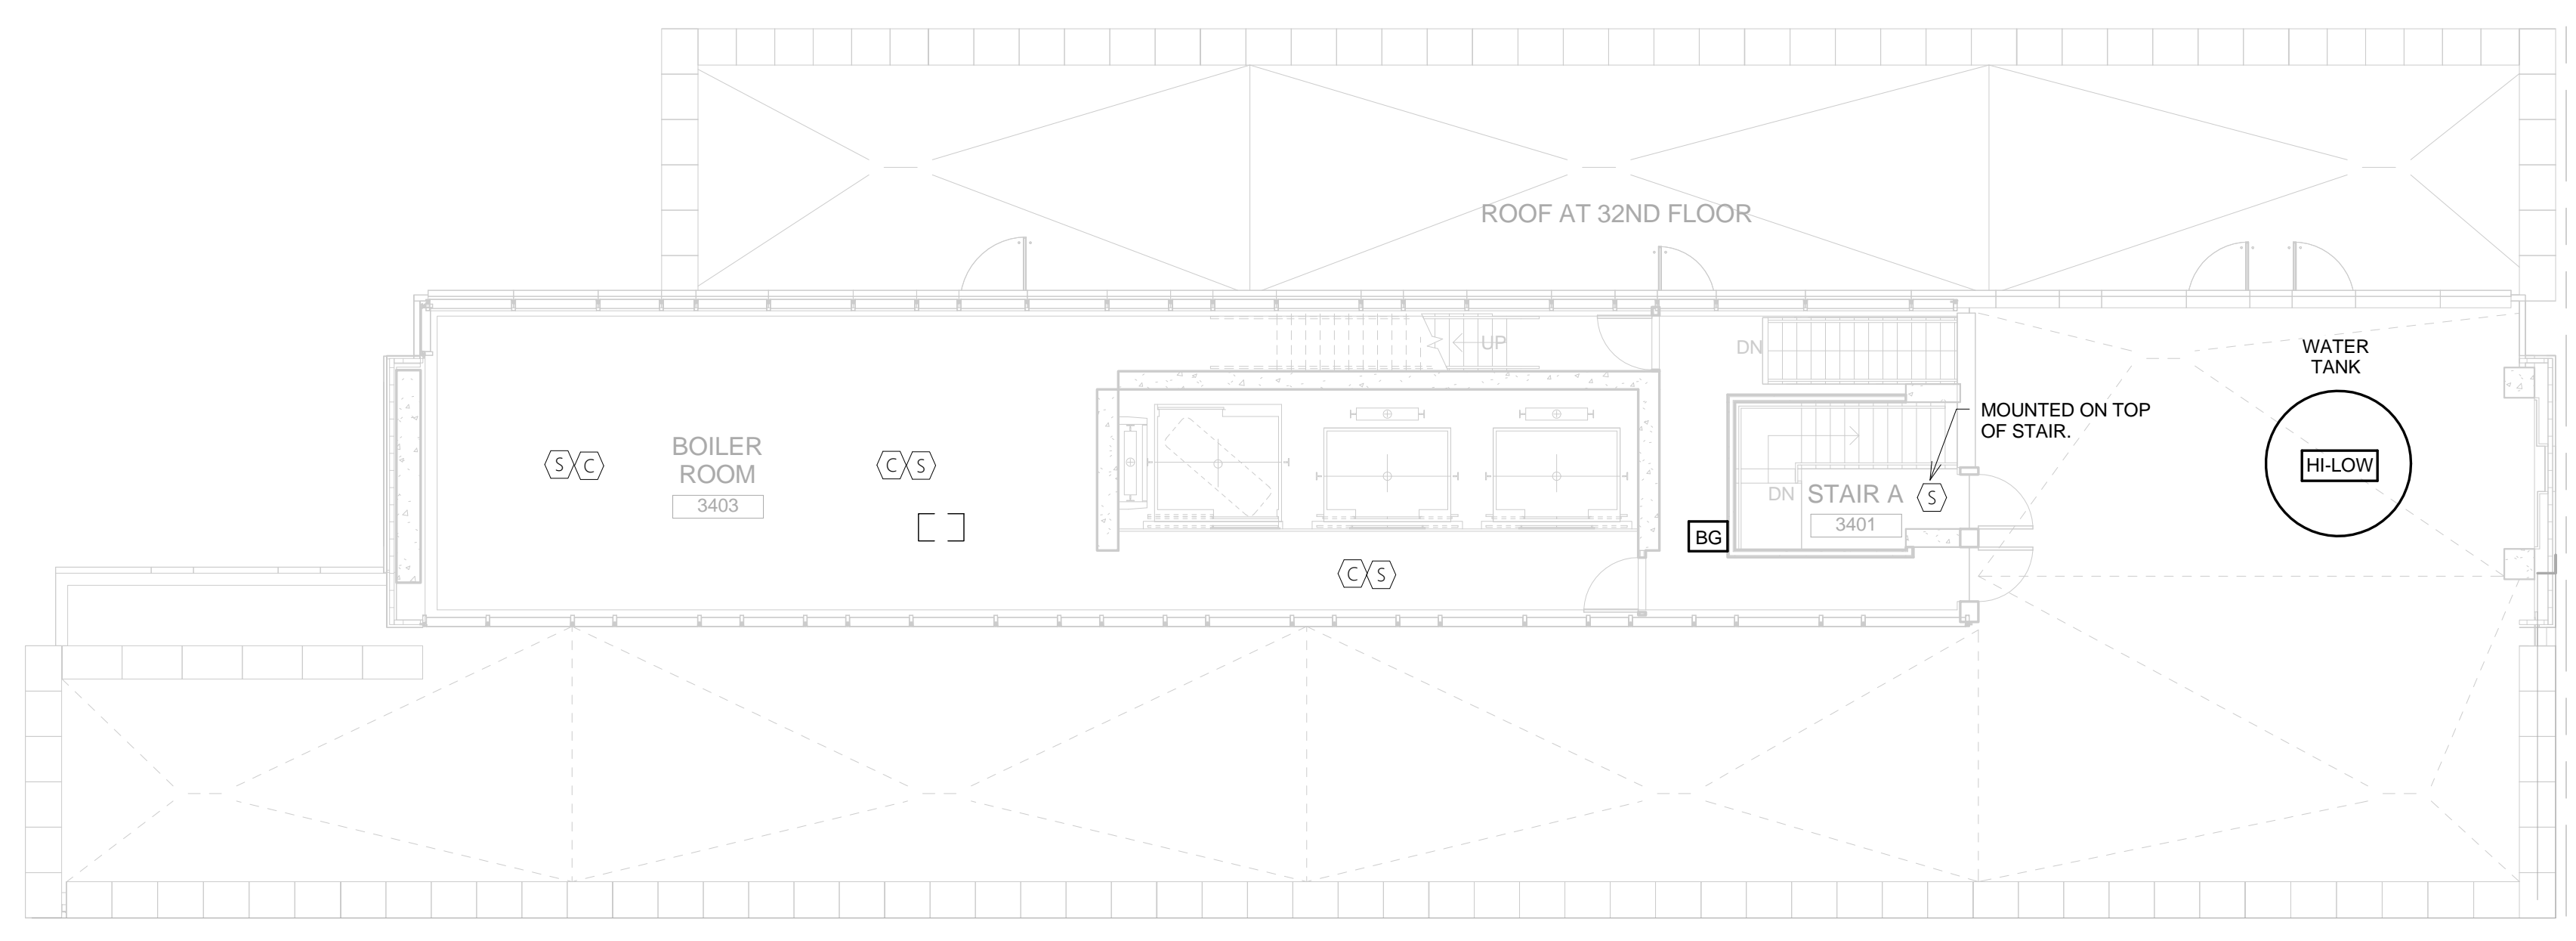 ROOF AT 32ND FLOOR
UP
DN
WATER
TANK
HI-LOW
MOUNTED ON TOP
OF STAIR.
BOILER
ROOM
3403
S C
C S
DN
STAIR A
3401
S
BG
C S